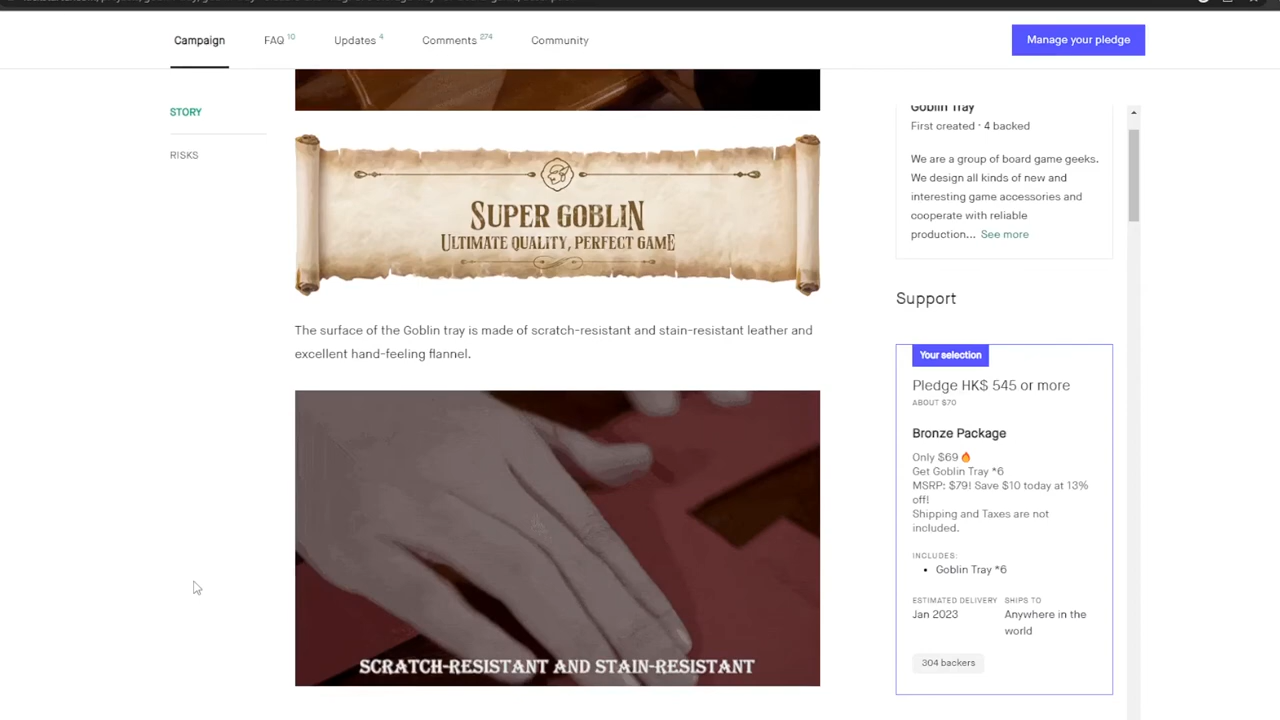 Campaign
FAQ 10
Updates 4
Comments 274
Community
Manage your pledge
STORY
RISKS
SUPER GOBLIN
ULTIMATE QUALITY, PERFECT GAME
The surface of the Goblin tray is made of scratch-resistant and stain-resistant leather and
excellent hand-feeling flannel.
SCRATCH-RESISTANT AND STAIN-RESISTANT
Goblin Tray
First created · 4 backed
We are a group of board game geeks.
We design all kinds of new and
interesting game accessories and
cooperate with reliable
production... See more
Support
Your selection
Pledge HK$ 545 or more
ABOUT $70
Bronze Package
Only $69🔥
Get Goblin Tray *6
MSRP: $79! Save $10 today at 13%
off!
Shipping and Taxes are not
included.
INCLUDES:
• Goblin Tray *6
ESTIMATED DELIVERY
Jan 2023
SHIPS TO
Anywhere in the
world
304 backers